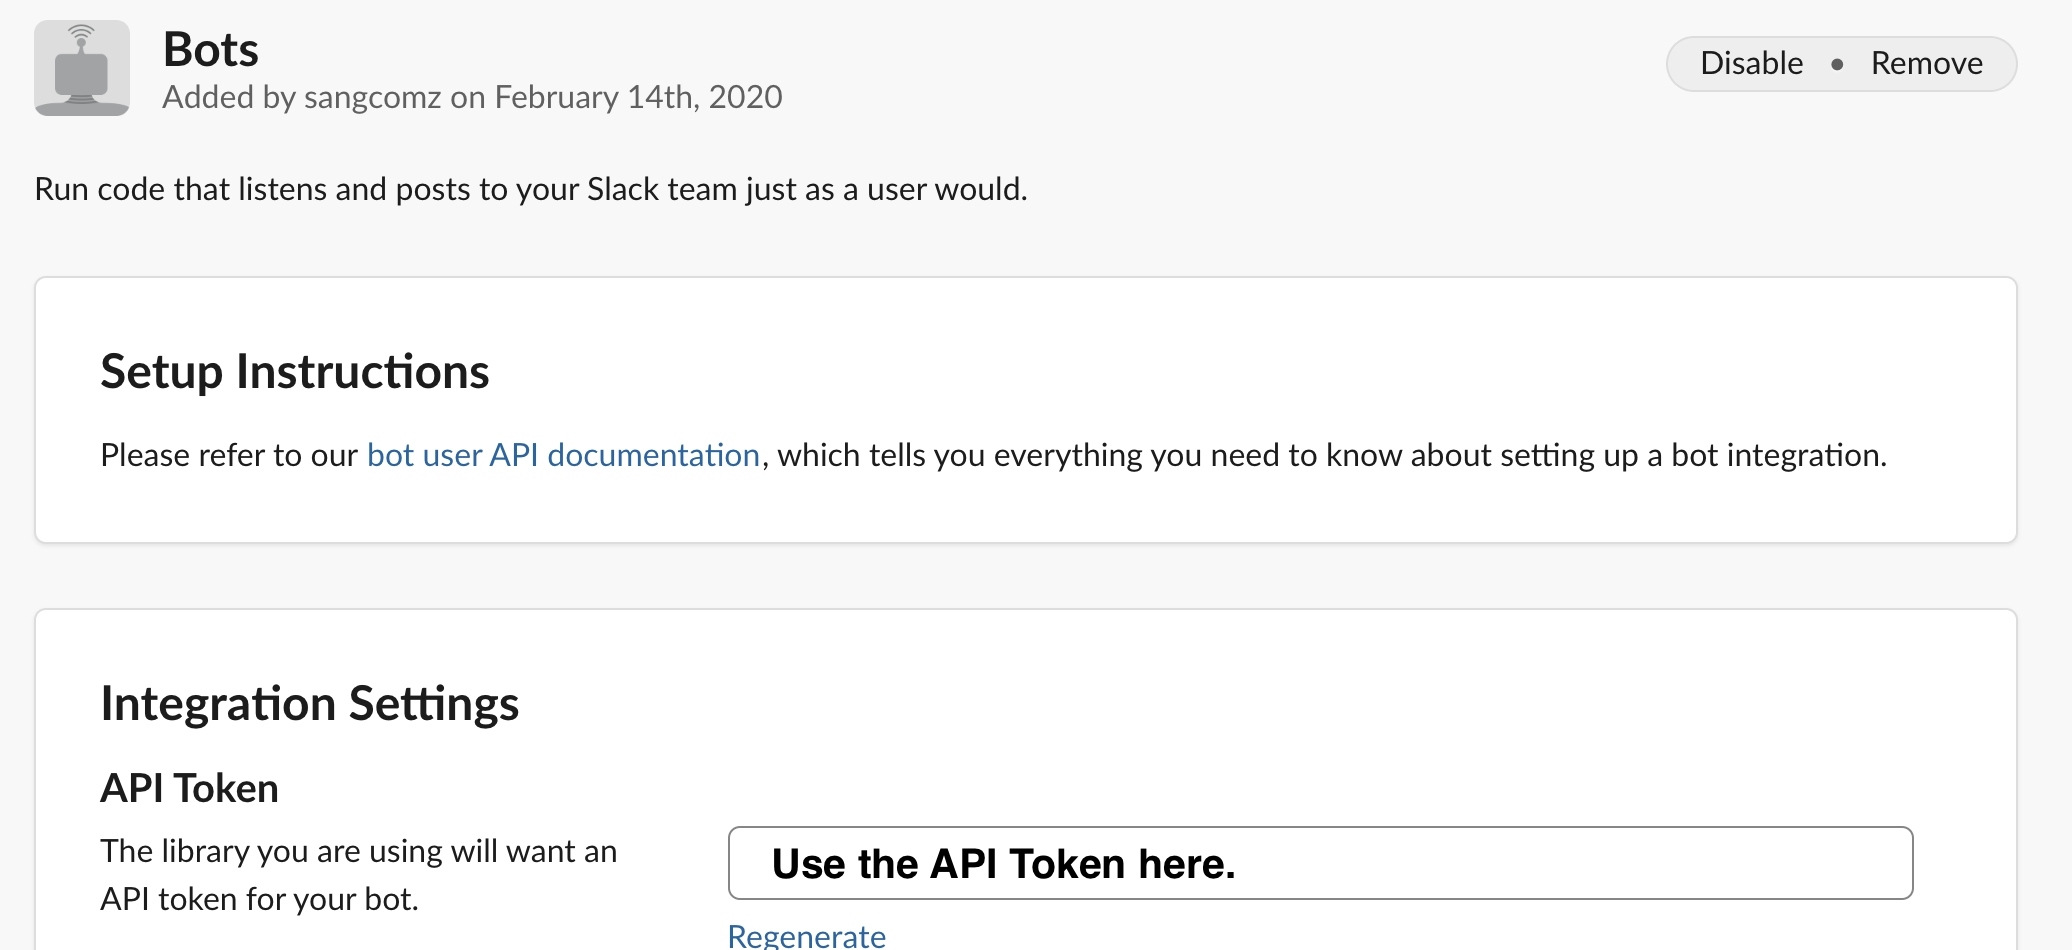 Bots
Disable • Remove
Added by sangcomz on February 14th, 2020
Run code that listens and posts to your Slack team just as a user would.
Setup Instructions
Please refer to our bot user API documentation, which tells you everything you need to know about setting up a bot integration.
Integration Settings
API Token
The library you are using will want an
API token for your bot.
Use the API Token here.
Regenerate